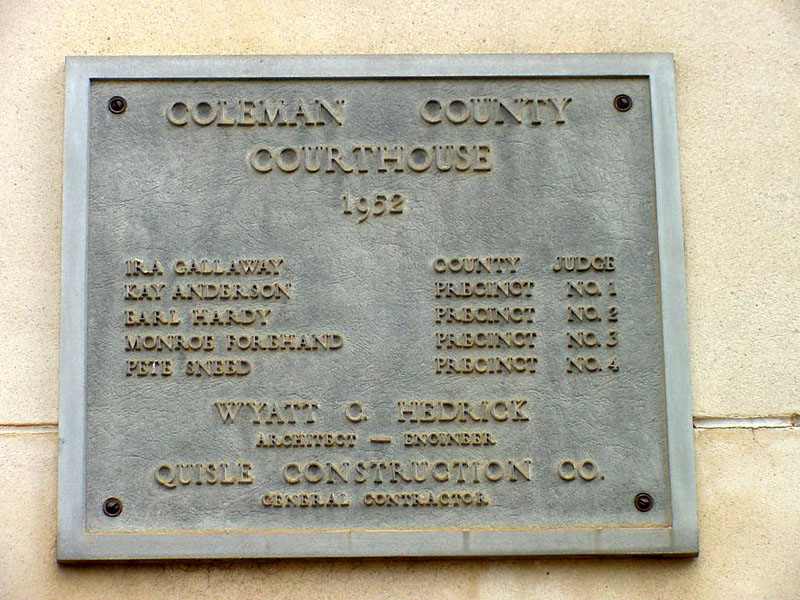 COLEMAN COUNTY
COURTHOUSE
1952
IRA GALLAWAY COUNTY JUDGE
KAY ANDERSON PRECINCT NO. 1
EARL HARDY PRECINCT NO. 2
MONROE FOREHAND PRECINCT NO. 3
PETE SNEED PRECINCT NO. 4
WYATT C. HEDRICK
ARCHITECT — ENGINEER
QUISLE CONSTRUCTION CO.
GENERAL CONTRACTOR